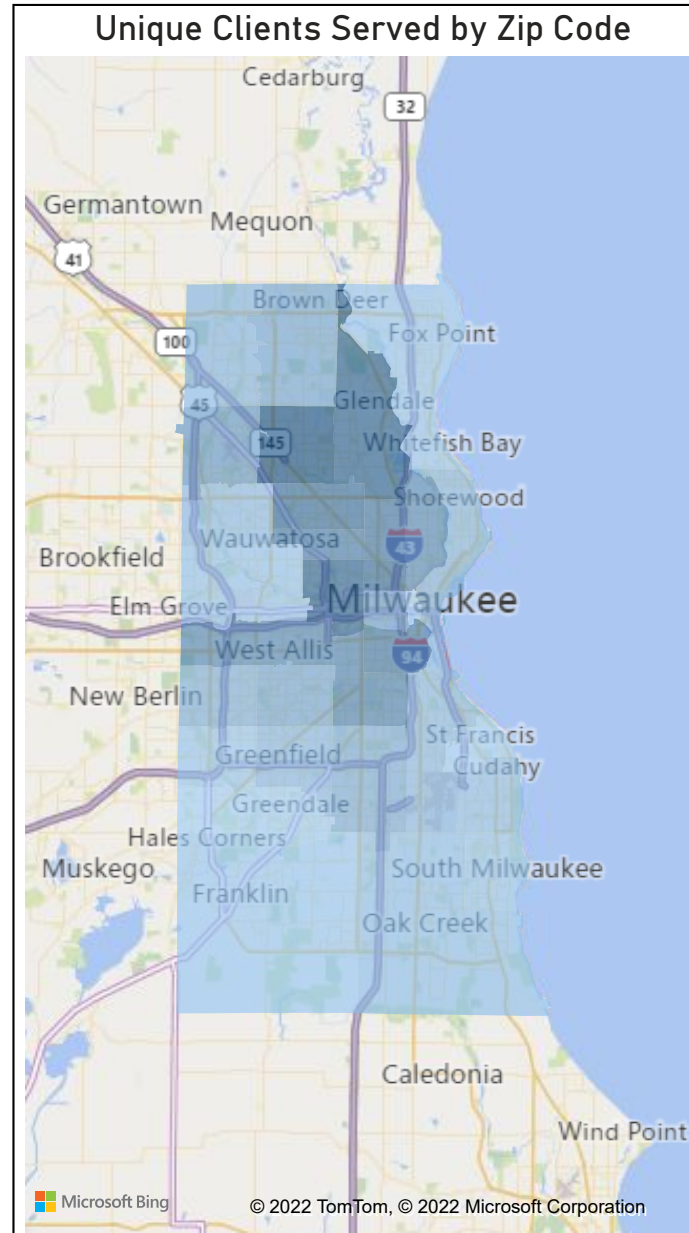 Unique Clients Served by Zip Code
Cedarburg
32
Germantown
Mequon
41
Brown Deer
Fox Point
100
45
Glendale
145
Whitefish Bay
Shorewood
Wauwatosa
43
Brookfield
Elm Grove
Milwaukee
West Allis
94
New Berlin
St Francis
Greenfield
Cudahy
Greendale
Hales Corners
Muskego
South Milwaukee
Franklin
Oak Creek
Caledonia
Wind Point
Microsoft Bing
© 2022 TomTom, © 2022 Microsoft Corporation